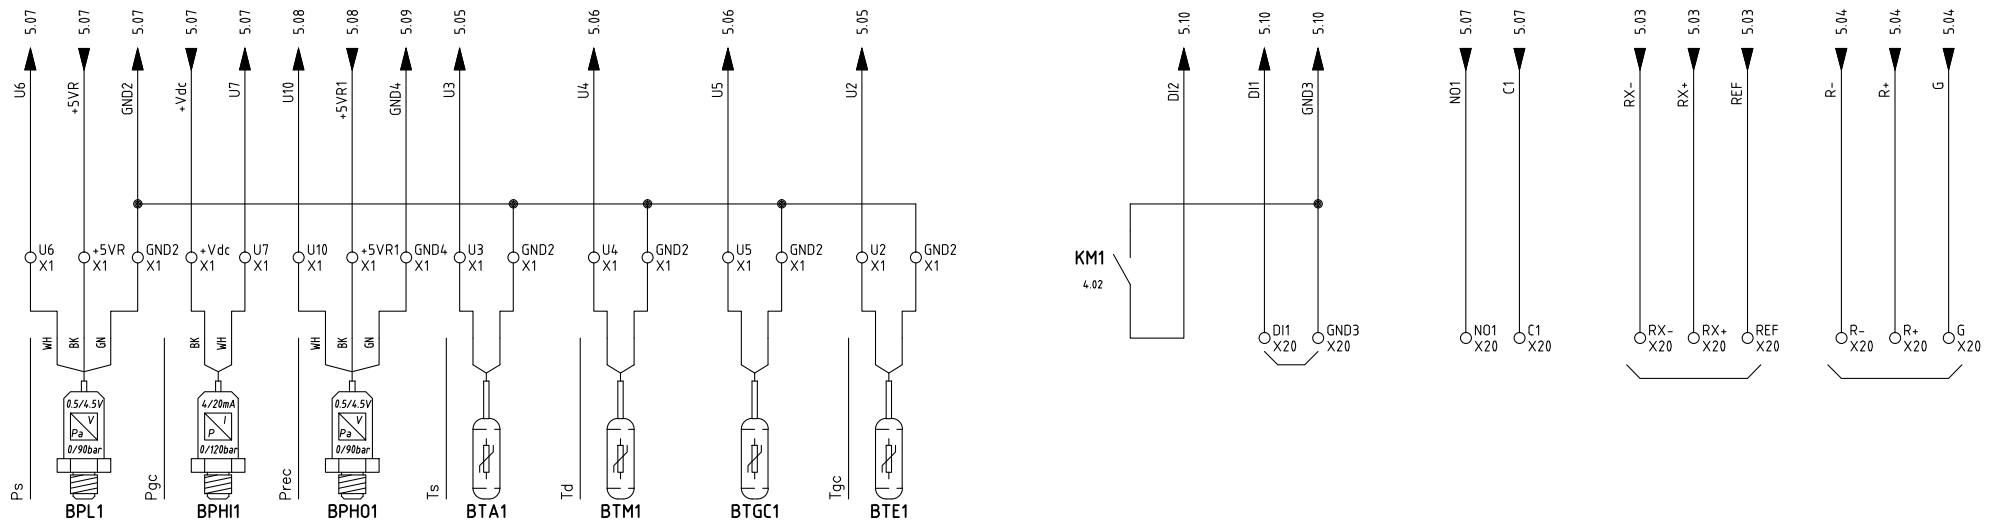 5.07 5.07 5.07 5.07 5.07 5.08 5.08 5.09 5.05 5.06 5.06 5.05 5.10 5.10 5.10 5.07 5.07 5.03 5.03 5.03 5.04 5.04 5.04
U6 +5VR GND2 +Vdc U7 U10 +5VR1 GND4 U3 U4 U5 U2 DI2 DI1 GND3 NO1 C1 RX- RX+ REF R- R+ G
U6 +5VR GND2 +Vdc U7 U10 +5VR1 GND4 U3 GND2 U4 GND2 U5 GND2 U2 GND2
X1 X1 X1 X1 X1 X1 X1 X1 X1 X1 X1 X1 X1 X1 X1 X1
KM1
4.02
DI1 GND3 NO1 C1 RX- RX+ REF R- R+ G
X20 X20 X20 X20 X20 X20 X20 X20 X20 X20
WH BK GN BK WH WH BK GN
0.5/4.5V 4/20mA 0.5/4.5V
V I V
Pa P Pa
0/90bar 0/120bar 0/90bar
Ps Pgc Prec Ts Td Tgc
BPL1 BPHI1 BPHO1 BTA1 BTM1 BTGC1 BTE1